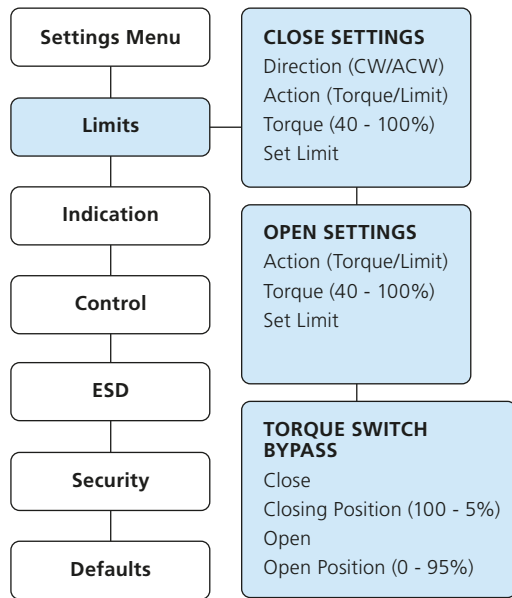 Settings Menu
Limits
Indication
Control
ESD
Security
Defaults
CLOSE SETTINGS
Direction (CW/ACW)
Action (Torque/Limit)
Torque (40 - 100%)
Set Limit
OPEN SETTINGS
Action (Torque/Limit)
Torque (40 - 100%)
Set Limit
TORQUE SWITCH
BYPASS
Close
Closing Position (100 - 5%)
Open
Open Position (0 - 95%)